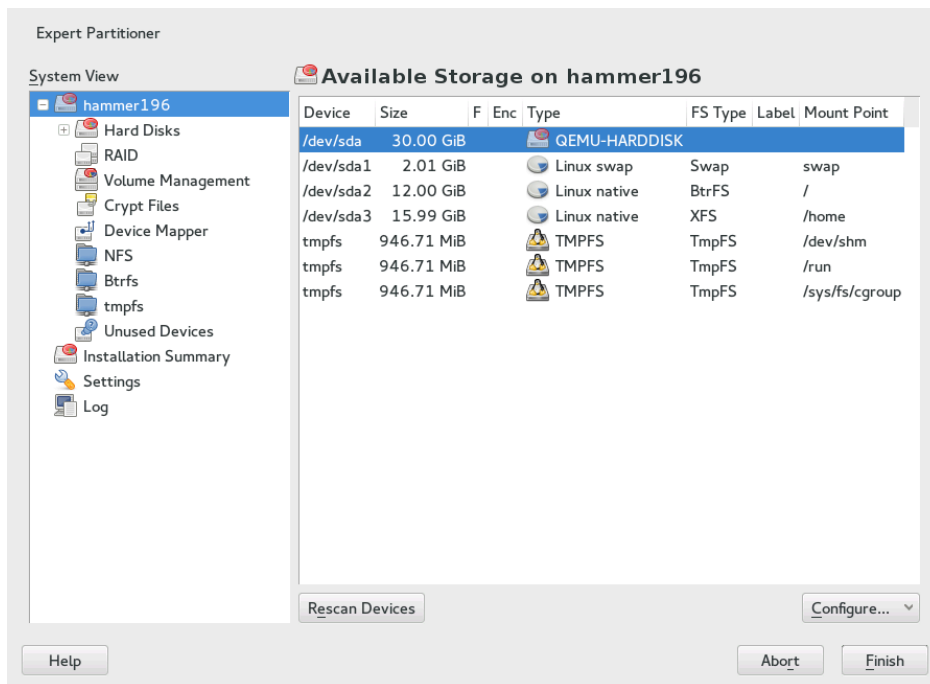 Expert Partitioner
System View
hammer196
Hard Disks
RAID
Volume Management
Crypt Files
Device Mapper
NFS
Btrfs
tmpfs
Unused Devices
Installation Summary
Settings
Log
Available Storage on hammer196
Device Size F Enc Type FS Type Label Mount Point
/dev/sda 30.00 GiB QEMU-HARDDISK
/dev/sda1 2.01 GiB Linux swap Swap swap
/dev/sda2 12.00 GiB Linux native BtrFS /
/dev/sda3 15.99 GiB Linux native XFS /home
tmpfs 946.71 MiB TMPFS TmpFS /dev/shm
tmpfs 946.71 MiB TMPFS TmpFS /run
tmpfs 946.71 MiB TMPFS TmpFS /sys/fs/cgroup
Rescan Devices Configure...
Help Abort Finish